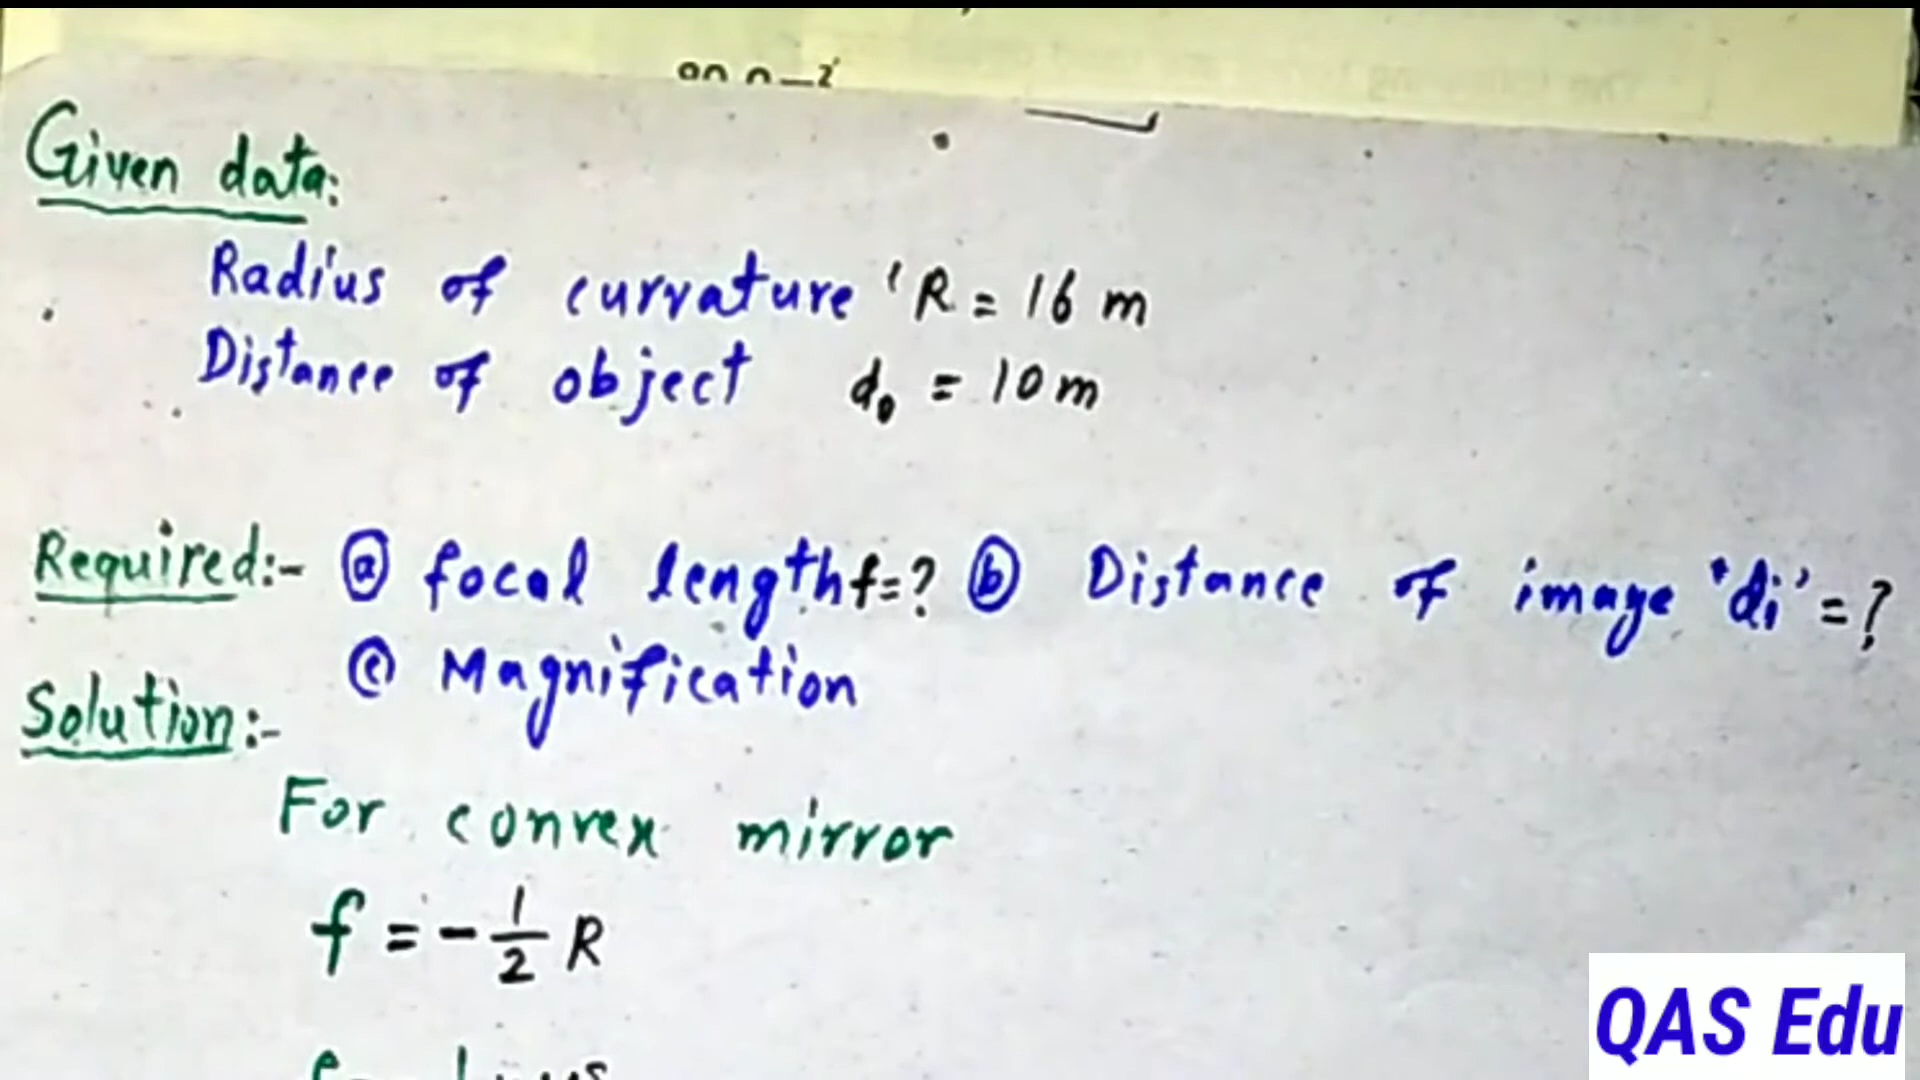 Given data:
Radius of curvature 'R = 16 m
Distance of object d₀ = 10 m
Required:- ⓐ focal length f=? ⓑ Distance of image 'di' = ?
ⓒ Magnification
Solution:-
For convex mirror
f = - 1/2 R
QAS Edu